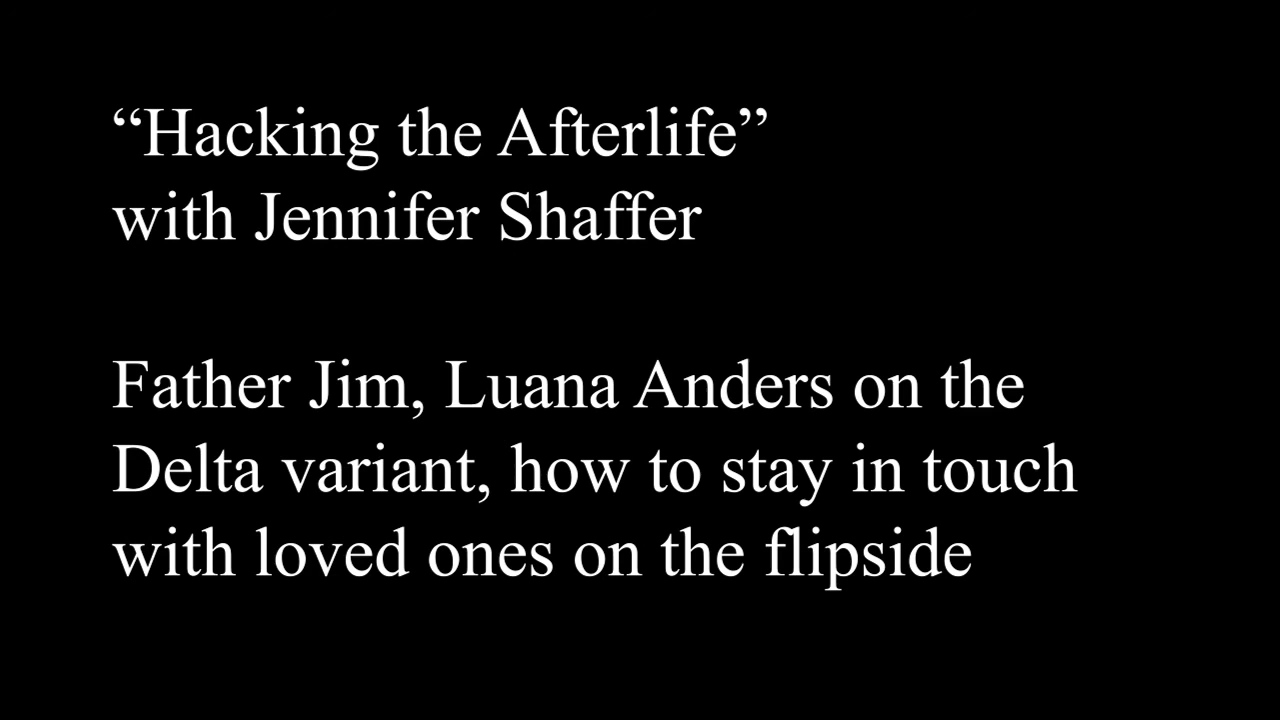 “Hacking the Afterlife”
with Jennifer Shaffer
Father Jim, Luana Anders on the
Delta variant, how to stay in touch
with loved ones on the flipside